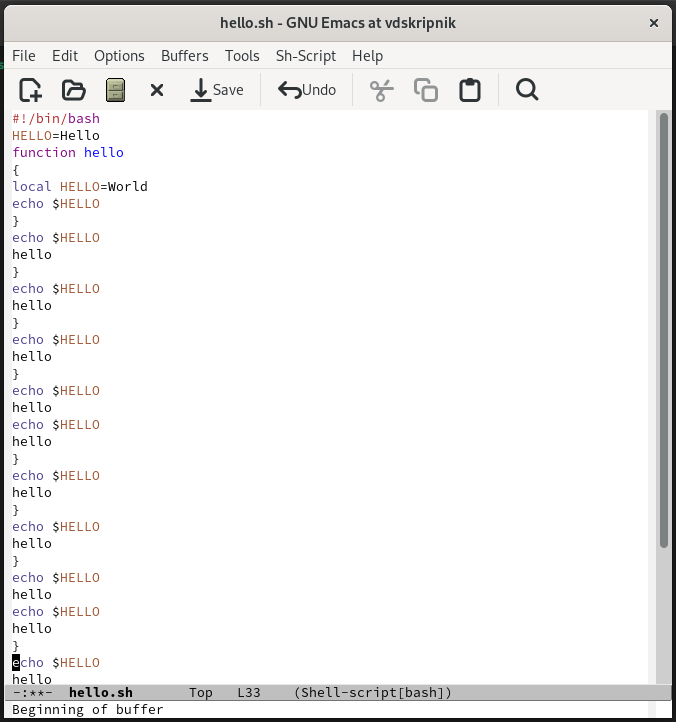 hello.sh - GNU Emacs at vdskripnik
File Edit Options Buffers Tools Sh-Script Help
Save Undo
#!/bin/bash
HELLO=Hello
function hello
{
local HELLO=World
echo $HELLO
}
echo $HELLO
hello
}
echo $HELLO
hello
}
echo $HELLO
hello
}
echo $HELLO
hello
echo $HELLO
hello
}
echo $HELLO
hello
}
echo $HELLO
hello
}
echo $HELLO
hello
echo $HELLO
hello
}
echo $HELLO
hello
-:**- hello.sh Top L33 (Shell-script[bash])
Beginning of buffer